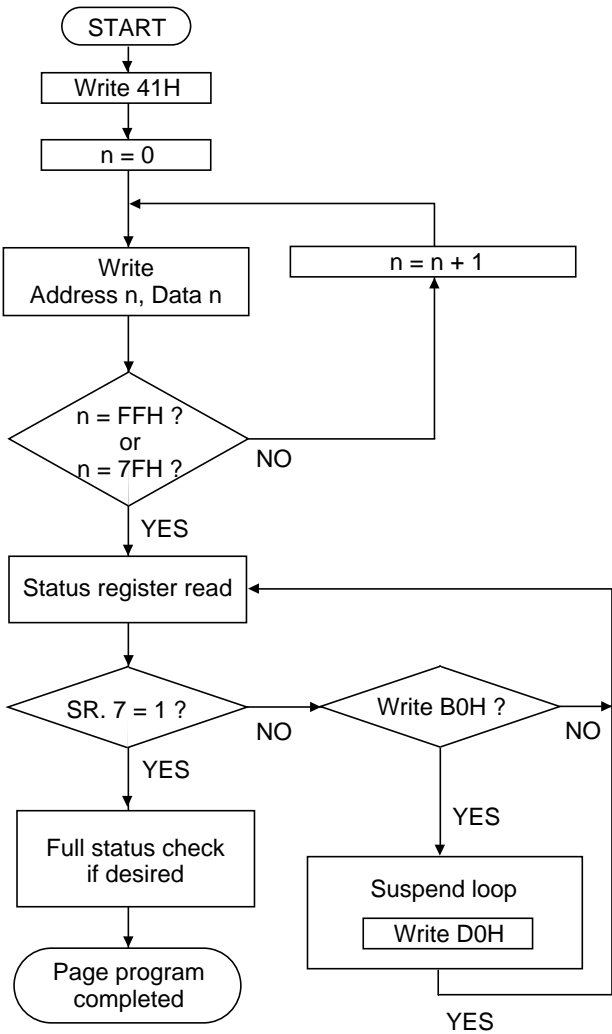 START
Write 41H
n = 0
Write
Address n, Data n
n = n + 1
n = FFH ?
or
n = 7FH ?
NO
YES
Status register read
SR. 7 = 1 ?
NO
Write B0H ?
NO
YES
YES
Full status check
if desired
Suspend loop
Write D0H
Page program
completed
YES